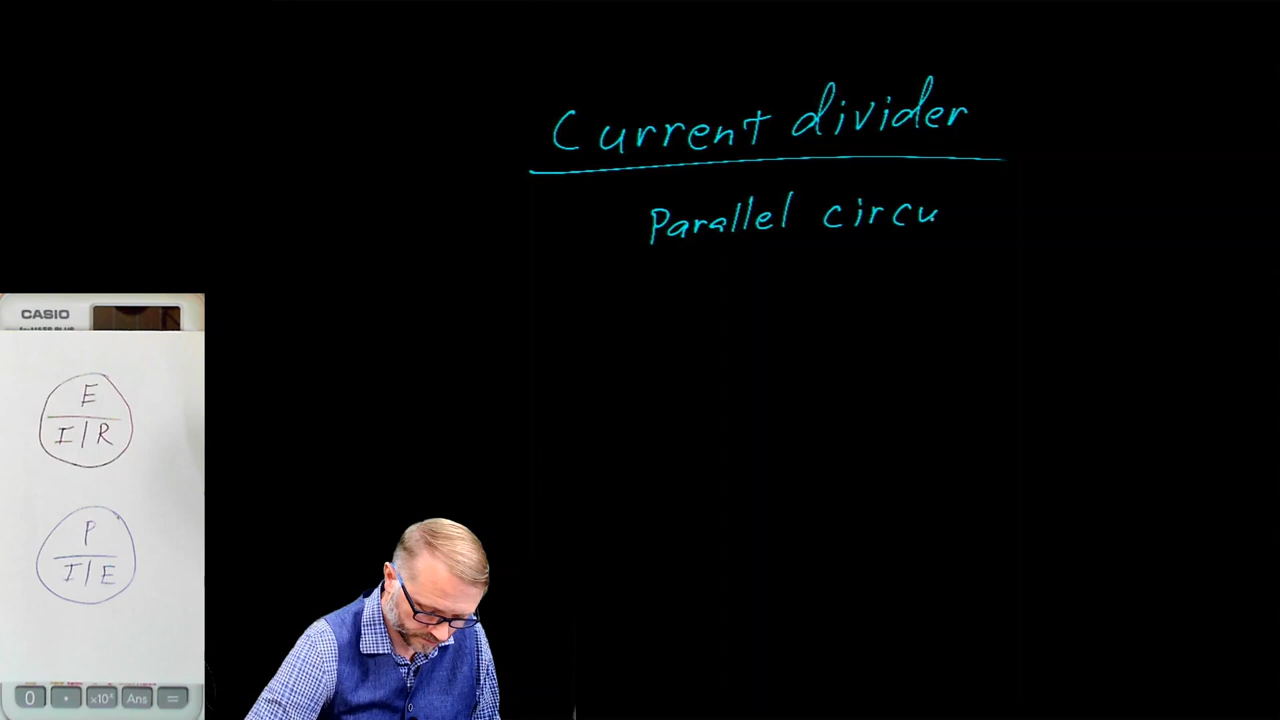 Current divider
Parallel circu
CASIO
E
I | R
P
I | E
0 • ×10ˣ Ans =